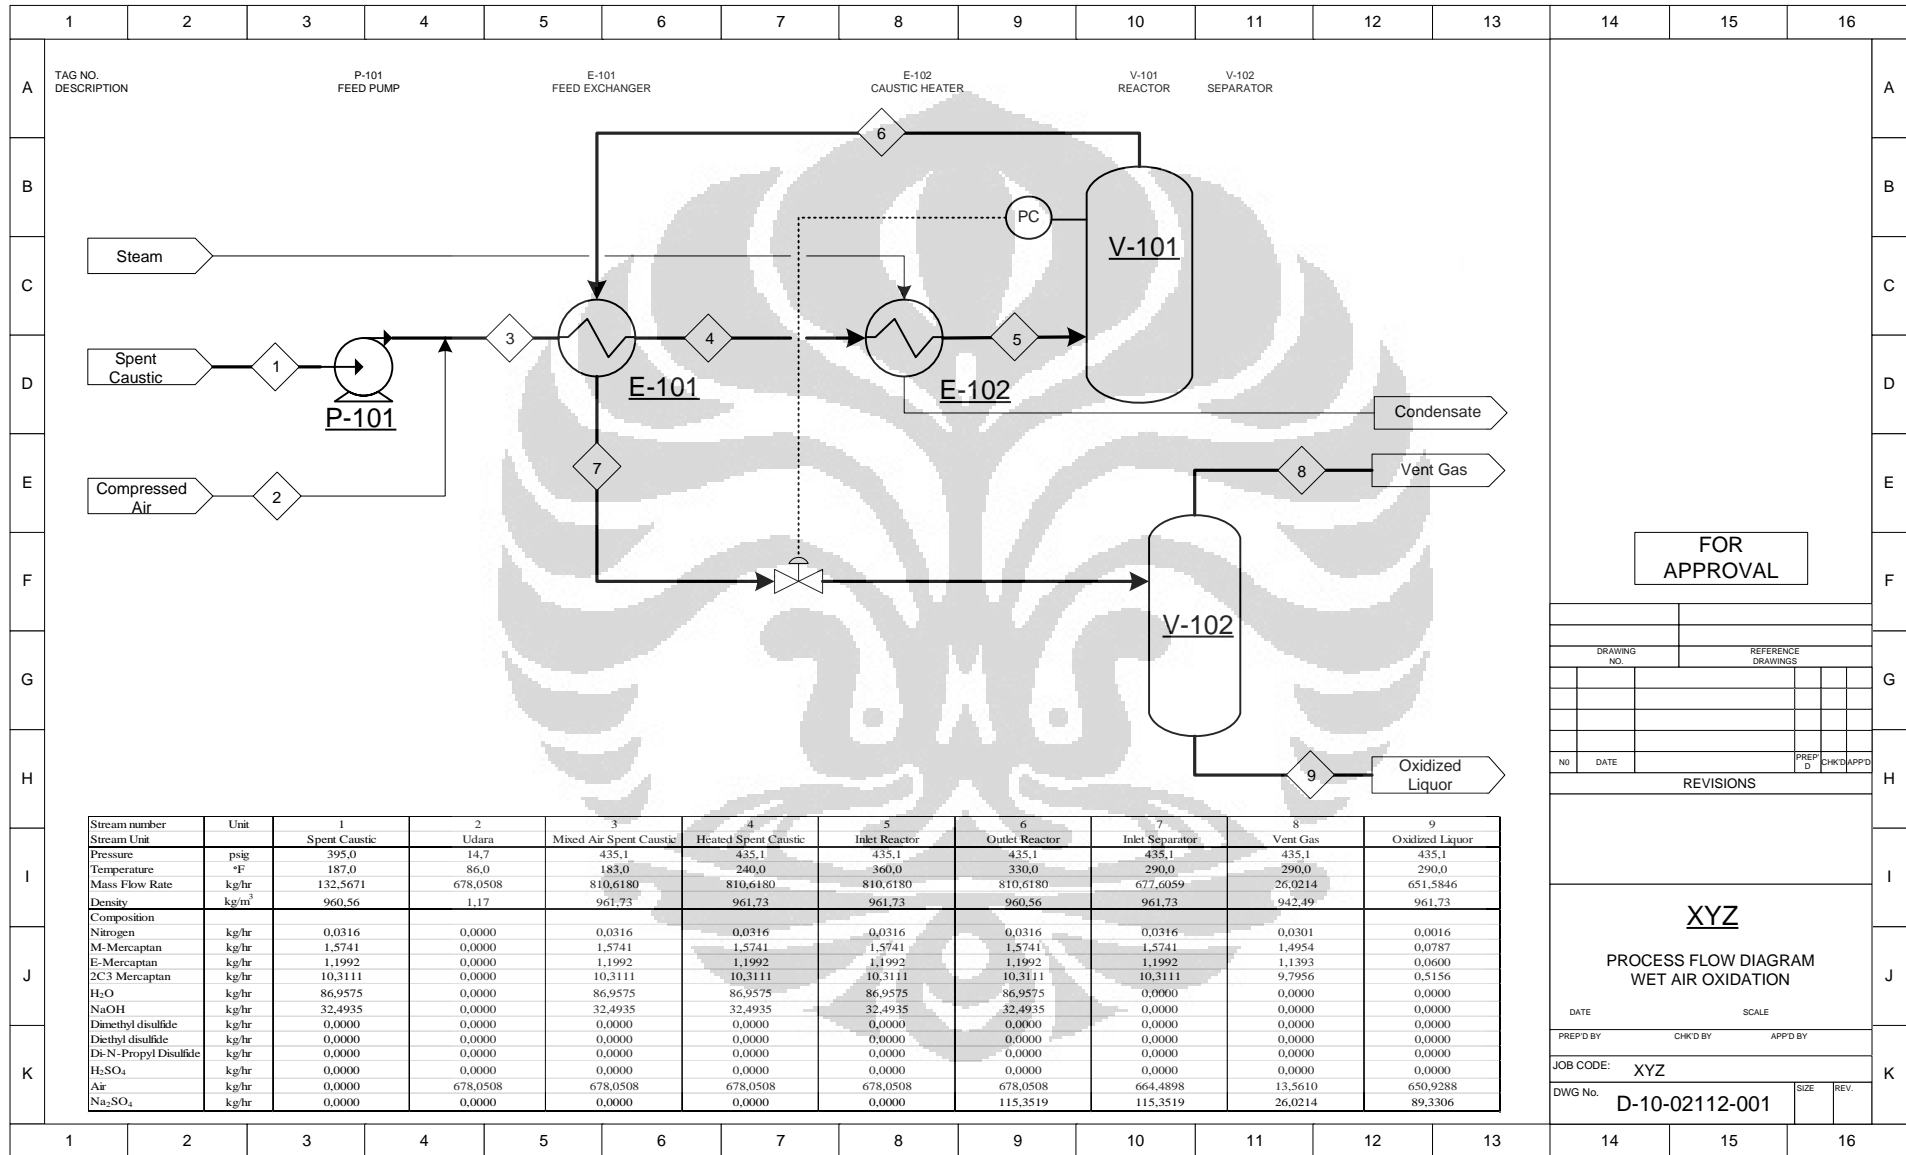 1 2 3 4 5 6 7 8 9 10 11 12 13 14 15 16
A A
TAG NO. P-101 E-101 E-102 V-101 V-102
DESCRIPTION FEED PUMP FEED EXCHANGER CAUSTIC HEATER REACTOR SEPARATOR
6
B B
PC
V-101
C C
Steam
3 4 5
Spent
Caustic
1
D D
E-101 E-102
P-101
Condensate
7 8 Vent Gas
E E
Compressed
Air
2
FOR
APPROVAL
F F
V-102
DRAWING
NO.
REFERENCE
DRAWINGS
G G
N0 DATE PREP'
D CHK'D APP'D
REVISIONS
H H
9 Oxidized
Liquor
Stream number Unit 1 2 3 4 5 6 7 8 9
Stream Unit Spent Caustic Udara Mixed Air Spent Caustic Heated Spent Caustic Inlet Reactor Outlet Reactor Inlet Separator Vent Gas Oxidized Liquor
Pressure psig 395,0 14,7 435,1 435,1 435,1 435,1 435,1 435,1 435,1
Temperature °F 187,0 86,0 183,0 240,0 360,0 330,0 290,0 290,0 290,0
Mass Flow Rate kg/hr 132,5671 678,0508 810,6180 810,6180 810,6180 810,6180 677,6059 26,0214 651,5846
Density kg/m³ 960,56 1,17 961,73 961,73 961,73 960,56 961,73 942,49 961,73
Composition
Nitrogen kg/hr 0,0316 0,0000 0,0316 0,0316 0,0316 0,0316 0,0316 0,0301 0,0016
M-Mercaptan kg/hr 1,5741 0,0000 1,5741 1,5741 1,5741 1,5741 1,5741 1,4954 0,0787
E-Mercaptan kg/hr 1,1992 0,0000 1,1992 1,1992 1,1992 1,1992 1,1992 1,1393 0,0600
2C3 Mercaptan kg/hr 10,3111 0,0000 10,3111 10,3111 10,3111 10,3111 10,3111 9,7956 0,5156
H₂O kg/hr 86,9575 0,0000 86,9575 86,9575 86,9575 86,9575 0,0000 0,0000 0,0000
NaOH kg/hr 32,4935 0,0000 32,4935 32,4935 32,4935 32,4935 0,0000 0,0000 0,0000
Dimethyl disulfide kg/hr 0,0000 0,0000 0,0000 0,0000 0,0000 0,0000 0,0000 0,0000 0,0000
Diethyl disulfide kg/hr 0,0000 0,0000 0,0000 0,0000 0,0000 0,0000 0,0000 0,0000 0,0000
Di-N-Propyl Disulfide kg/hr 0,0000 0,0000 0,0000 0,0000 0,0000 0,0000 0,0000 0,0000 0,0000
H₂SO₄ kg/hr 0,0000 0,0000 0,0000 0,0000 0,0000 0,0000 0,0000 0,0000 0,0000
Air kg/hr 0,0000 678,0508 678,0508 678,0508 678,0508 678,0508 664,4898 13,5610 650,9288
Na₂SO₄ kg/hr 0,0000 0,0000 0,0000 0,0000 0,0000 115,3519 115,3519 26,0214 89,3306
I I
XYZ
PROCESS FLOW DIAGRAM
WET AIR OXIDATION
J J
DATE SCALE
PREP'D BY CHK'D BY APP'D BY
JOB CODE: XYZ
K K
DWG No. D-10-02112-001 SIZE REV.
1 2 3 4 5 6 7 8 9 10 11 12 13 14 15 16